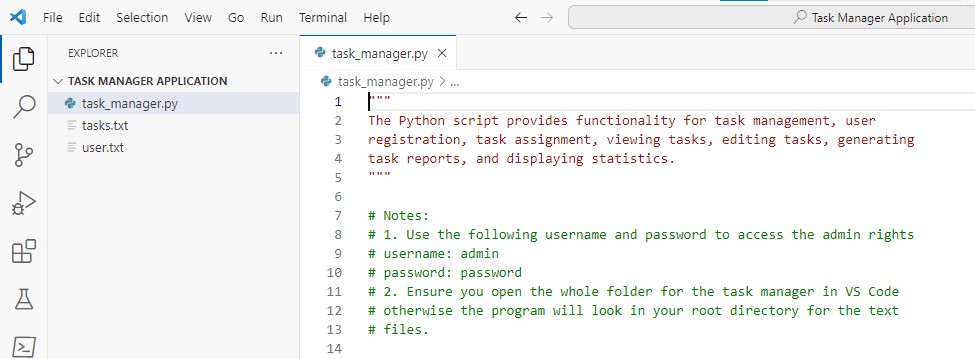 File Edit Selection View Go Run Terminal Help
Task Manager Application
EXPLORER
TASK MANAGER APPLICATION
task_manager.py
tasks.txt
user.txt
task_manager.py
task_manager.py > ...
1 """
2 The Python script provides functionality for task management, user
3 registration, task assignment, viewing tasks, editing tasks, generating
4 task reports, and displaying statistics.
5 """
6
7 # Notes:
8 # 1. Use the following username and password to access the admin rights
9 # username: admin
10 # password: password
11 # 2. Ensure you open the whole folder for the task manager in VS Code
12 # otherwise the program will look in your root directory for the text
13 # files.
14